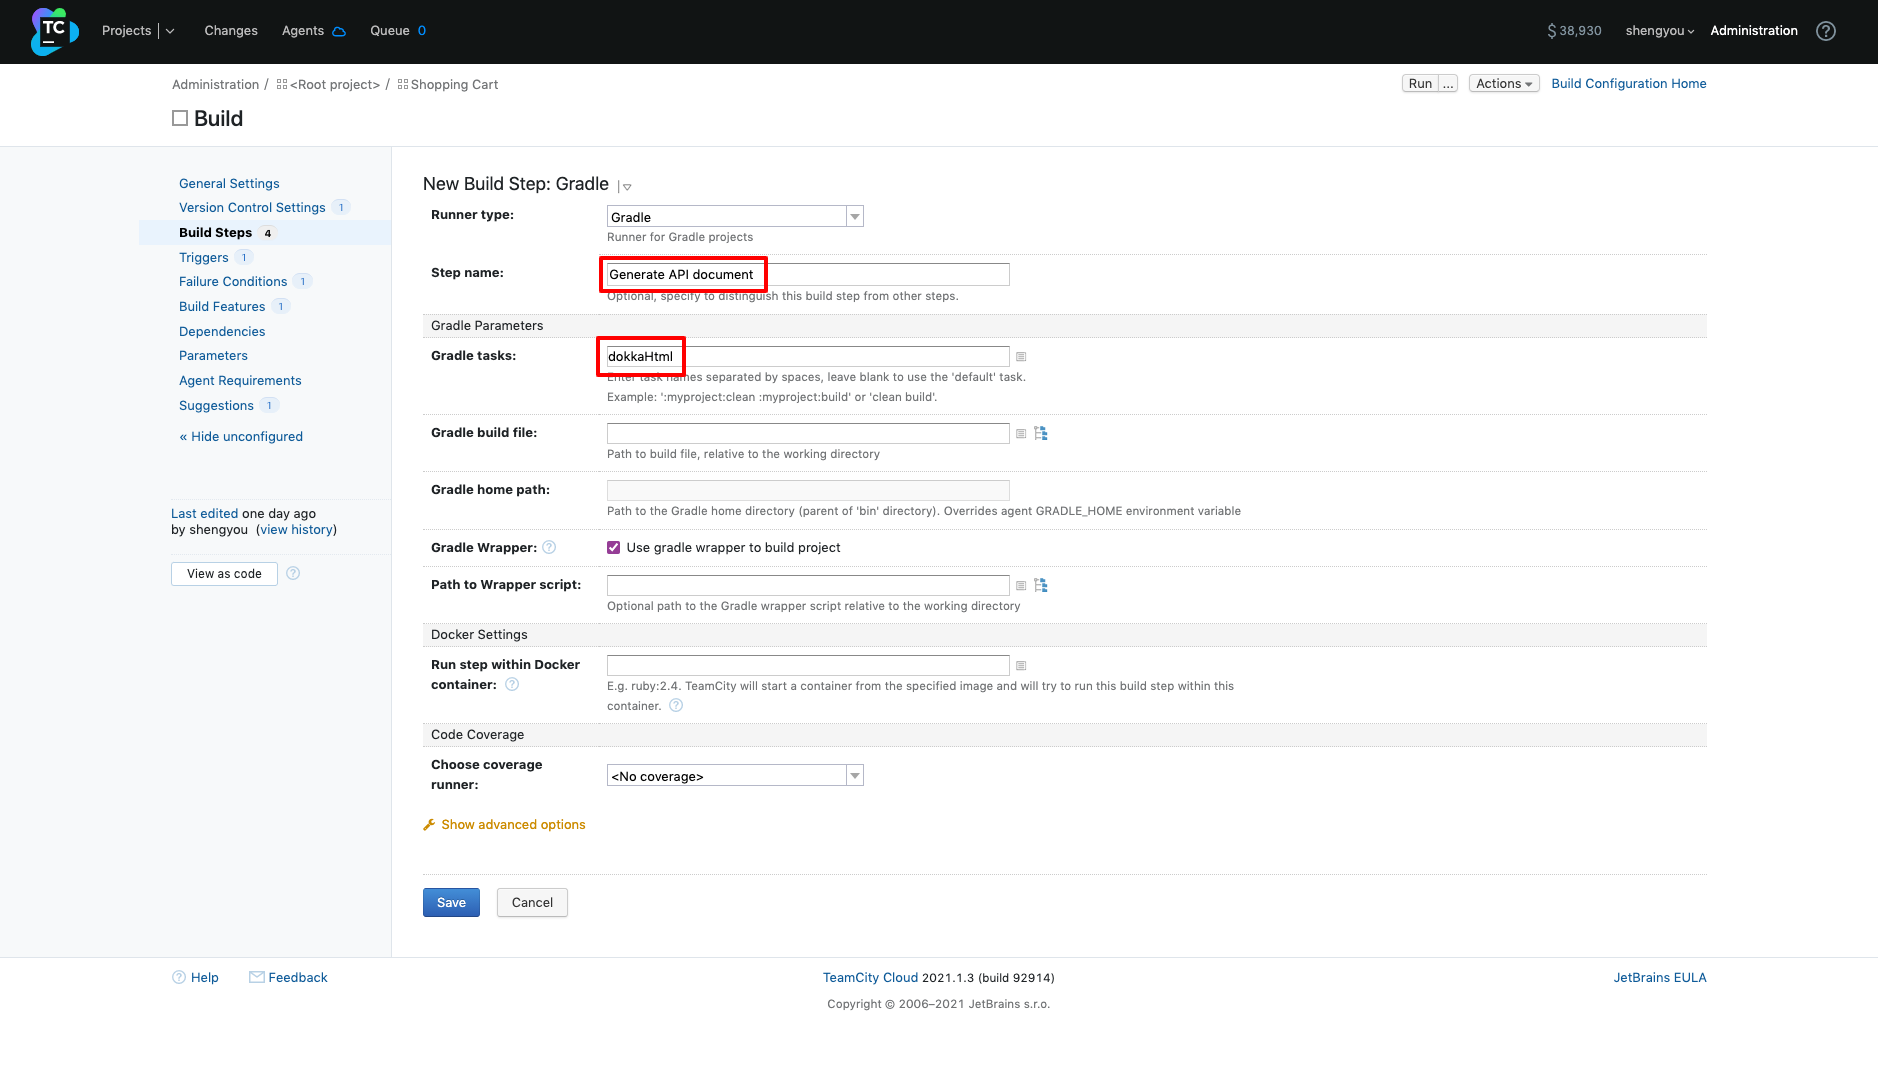 TC
Projects
Changes
Agents
Queue 0
$ 38,930
shengyou
Administration
Administration / <Root project> / Shopping Cart
Run ...
Actions
Build Configuration Home
Build
General Settings
Version Control Settings 1
Build Steps 4
Triggers 1
Failure Conditions 1
Build Features 1
Dependencies
Parameters
Agent Requirements
Suggestions 1
« Hide unconfigured
Last edited one day ago
by shengyou (view history)
View as code
New Build Step: Gradle
Runner type:
Gradle
Runner for Gradle projects
Step name:
Generate API document
Optional, specify to distinguish this build step from other steps.
Gradle Parameters
Gradle tasks:
dokkaHtml
Enter task names separated by spaces, leave blank to use the 'default' task.
Example: ':myproject:clean :myproject:build' or 'clean build'.
Gradle build file:
Path to build file, relative to the working directory
Gradle home path:
Path to the Gradle home directory (parent of 'bin' directory). Overrides agent GRADLE_HOME environment variable
Gradle Wrapper: ?
Use gradle wrapper to build project
Path to Wrapper script:
Optional path to the Gradle wrapper script relative to the working directory
Docker Settings
Run step within Docker
container: ?
E.g. ruby:2.4. TeamCity will start a container from the specified image and will try to run this build step within this
container. ?
Code Coverage
Choose coverage
runner:
<No coverage>
Show advanced options
Save
Cancel
? Help
Feedback
TeamCity Cloud 2021.1.3 (build 92914)
JetBrains EULA
Copyright © 2006–2021 JetBrains s.r.o.